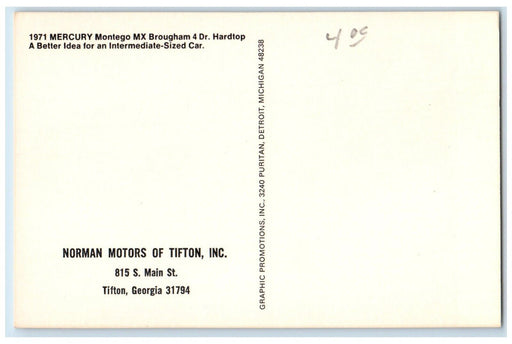 1971 MERCURY Montego MX Brougham 4 Dr. Hardtop
A Better Idea for an Intermediate-Sized Car.
NORMAN MOTORS OF TIFTON, INC.
815 S. Main St.
Tifton, Georgia 31794
GRAPHIC PROMOTIONS, INC., 3240 PURITAN, DETROIT, MICHIGAN 48238
4 00